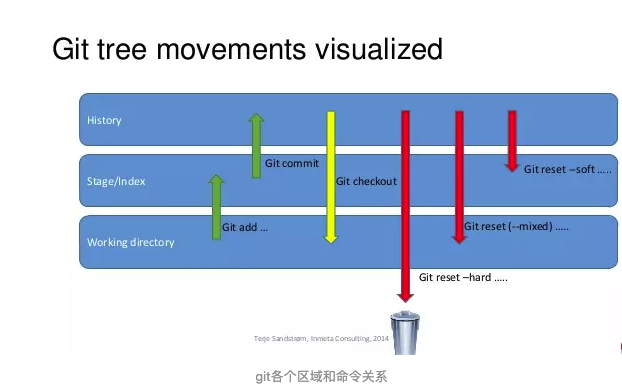 Git tree movements visualized
History
Git commit
Git reset –soft .....
Stage/Index
Git checkout
Git add ...
Git reset (--mixed) .....
Working directory
Git reset –hard .....
Terje Sandstrøm, Inmeta Consulting, 2014
git各个区域和命令关系